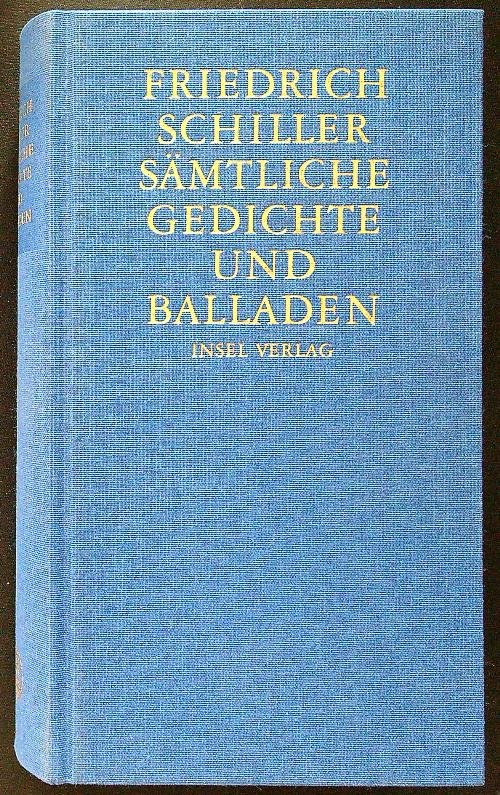 FRIEDRICH
SCHILLER
SÄMTLICHE
GEDICHTE
UND
BALLADEN
INSEL VERLAG